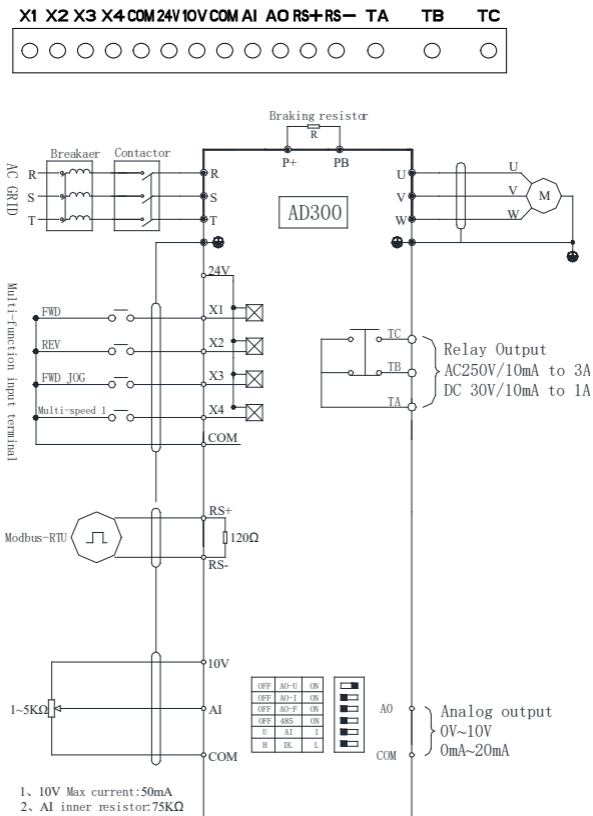 X1 X2 X3 X4 COM 24V 10V COM AI AO RS+ RS- TA TB TC
Braking resistor
R
P+ PB
Breakaer Contactor
AC GRID
R R
S S
T T
AD300
U U
V V
W W
M
24V
Multi-function input terminal
FWD X1
REV X2
FWD JOG X3
Multi-speed 1 X4
COM
TC
TB
TA
Relay Output
AC250V/10mA to 3A
DC 30V/10mA to 1A
Modbus-RTU
RS+
120Ω
RS-
10V
1~5KΩ
AI
COM
OFF AO-U ON
OFF AO-I ON
OFF AO-F ON
OFF 485 ON
U AI I
H DL L
AO
COM
Analog output
0V~10V
0mA~20mA
1、10V Max current:50mA
2、AI inner resistor:75KΩ